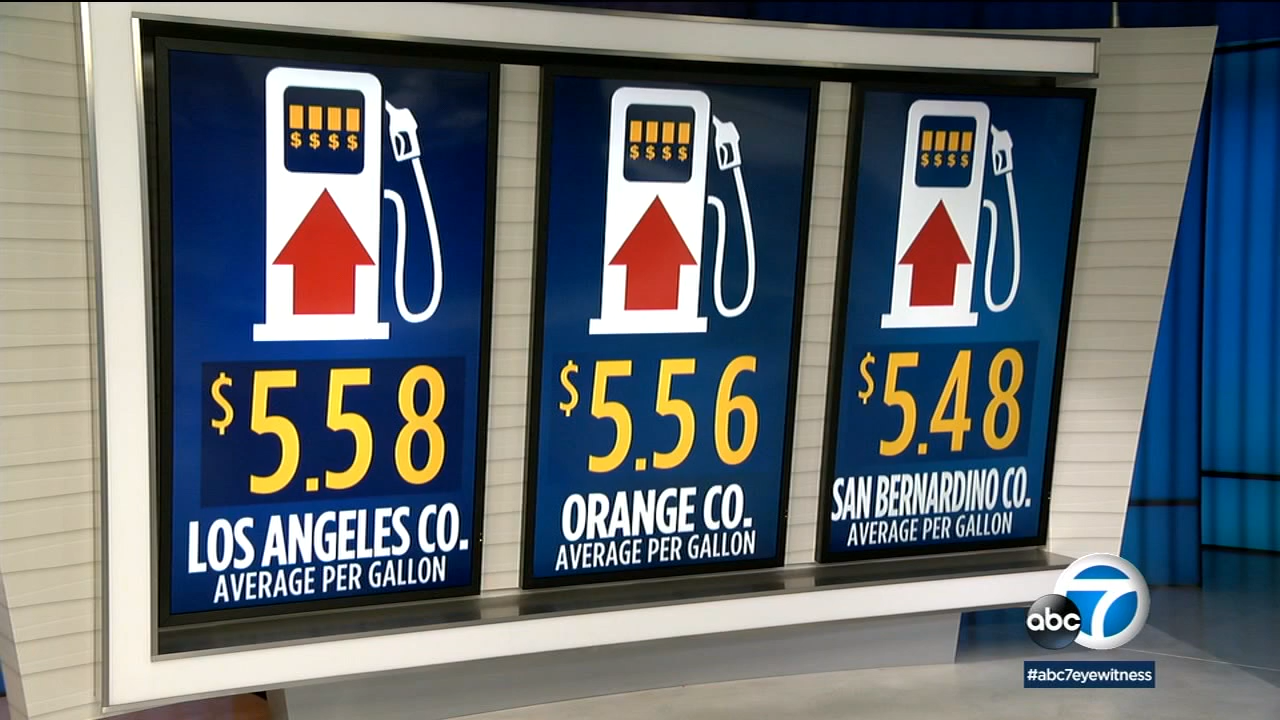 $ $ $ $
$5.58
LOS ANGELES CO.
AVERAGE PER GALLON
$ $ $ $
$5.56
ORANGE CO.
AVERAGE PER GALLON
$ $ $ $
$5.48
SAN BERNARDINO CO.
AVERAGE PER GALLON
abc 7
#abc7eyewitness